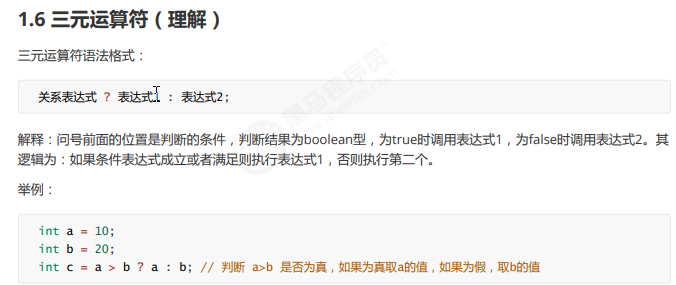 1.6 三元运算符（理解）
三元运算符语法格式：
关系表达式 ? 表达式1 : 表达式2;
解释：问号前面的位置是判断的条件，判断结果为boolean型，为true时调用表达式1，为false时调用表达式2。其
逻辑为：如果条件表达式成立或者满足则执行表达式1，否则执行第二个。
举例：
int a = 10;
int b = 20;
int c = a > b ? a : b; // 判断 a>b 是否为真，如果为真取a的值，如果为假，取b的值
黑马程序员